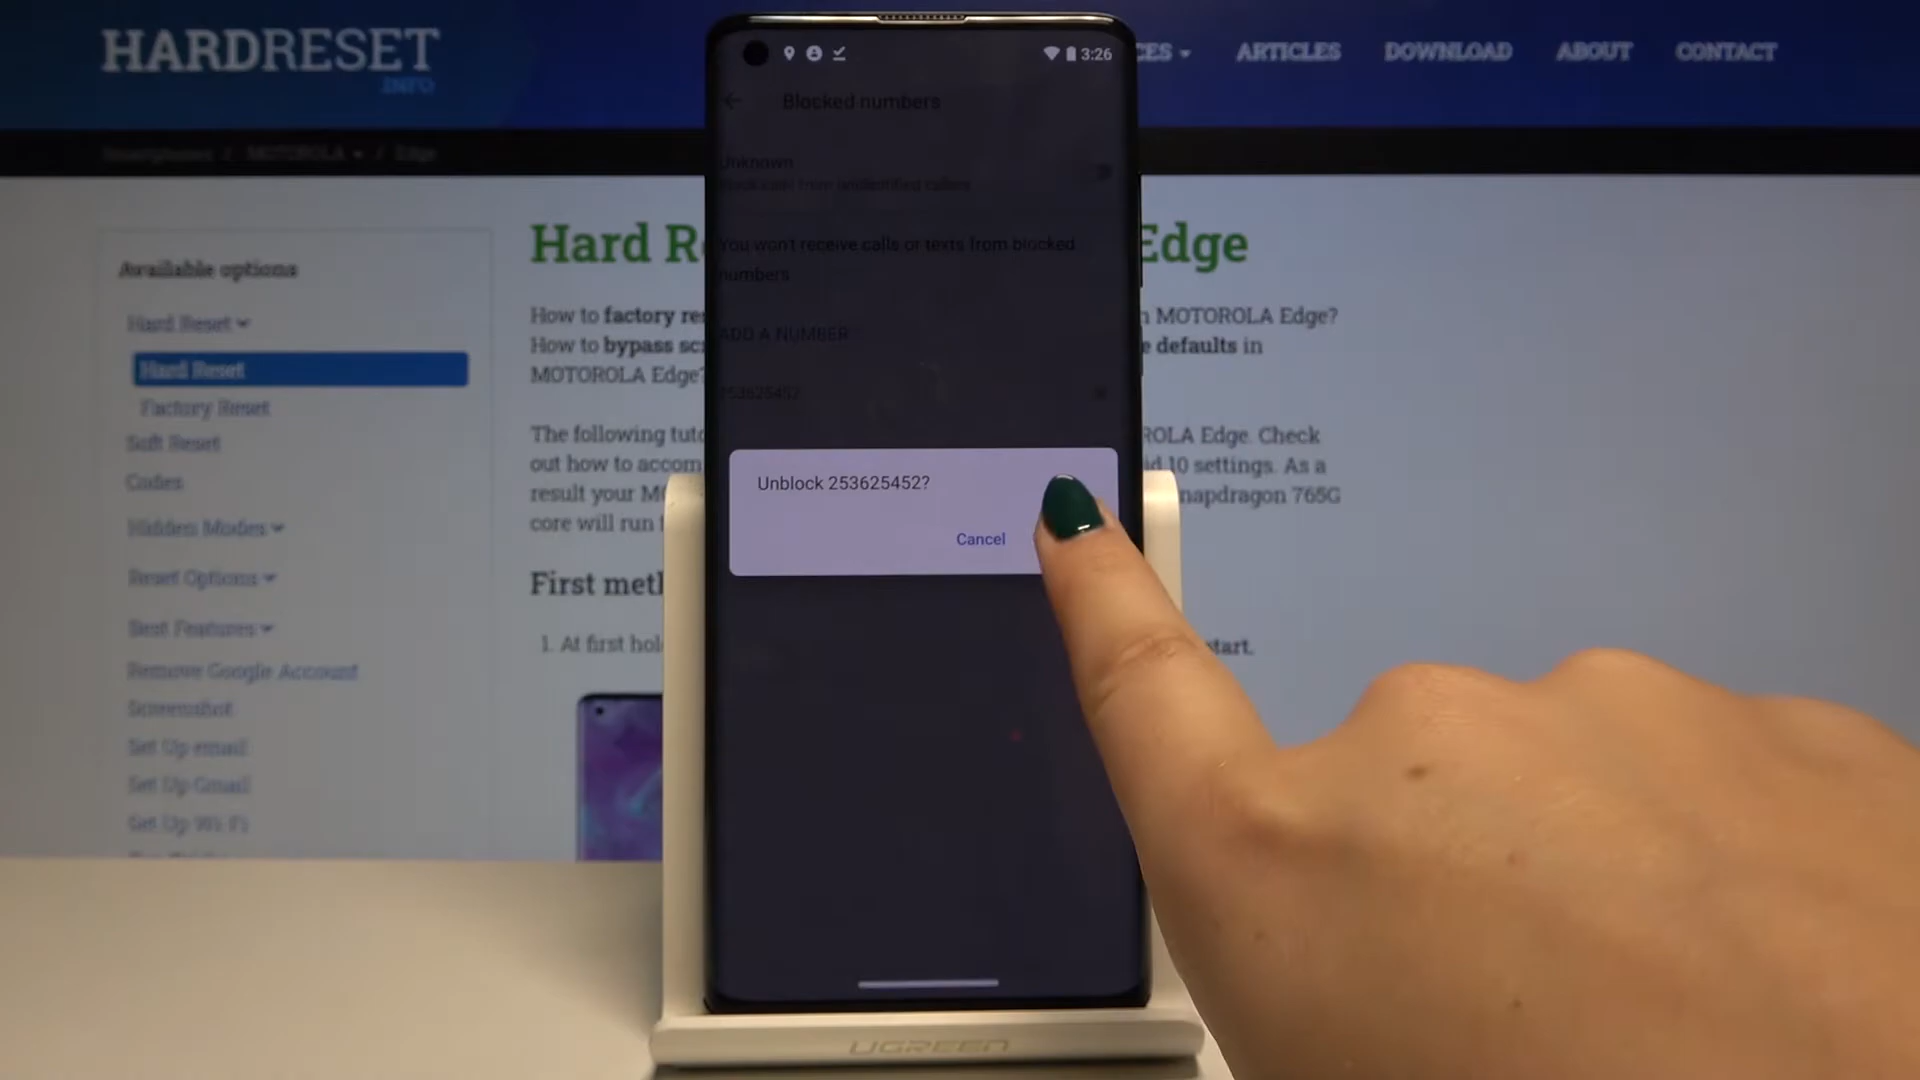 HARDRESET
.INFO
CES
ARTICLES
DOWNLOAD
ABOUT
CONTACT
Smartphones / MOTOROLA / Edge
Available options
Hard Reset
Hard Reset
Factory Reset
Soft Reset
Codes
Hidden Modes
Reset Options
Best Features
Remove Google Account
Screenshot
Set Up email
Set Up Gmail
Set Up Wi Fi
Hard R
Edge
How to factory re
MOTOROLA Edge?
How to bypass scr
e defaults in
MOTOROLA Edge?
The following tuto
ROLA Edge. Check
out how to accom
id 10 settings. As a
result your MO
napdragon 765G
core will run
First met
1. At first hol
start.
3:26
Blocked numbers
Unknown
Block calls from unidentified callers
You won't receive calls or texts from blocked
numbers
ADD A NUMBER
253625452
Unblock 253625452?
Cancel
UGREEN